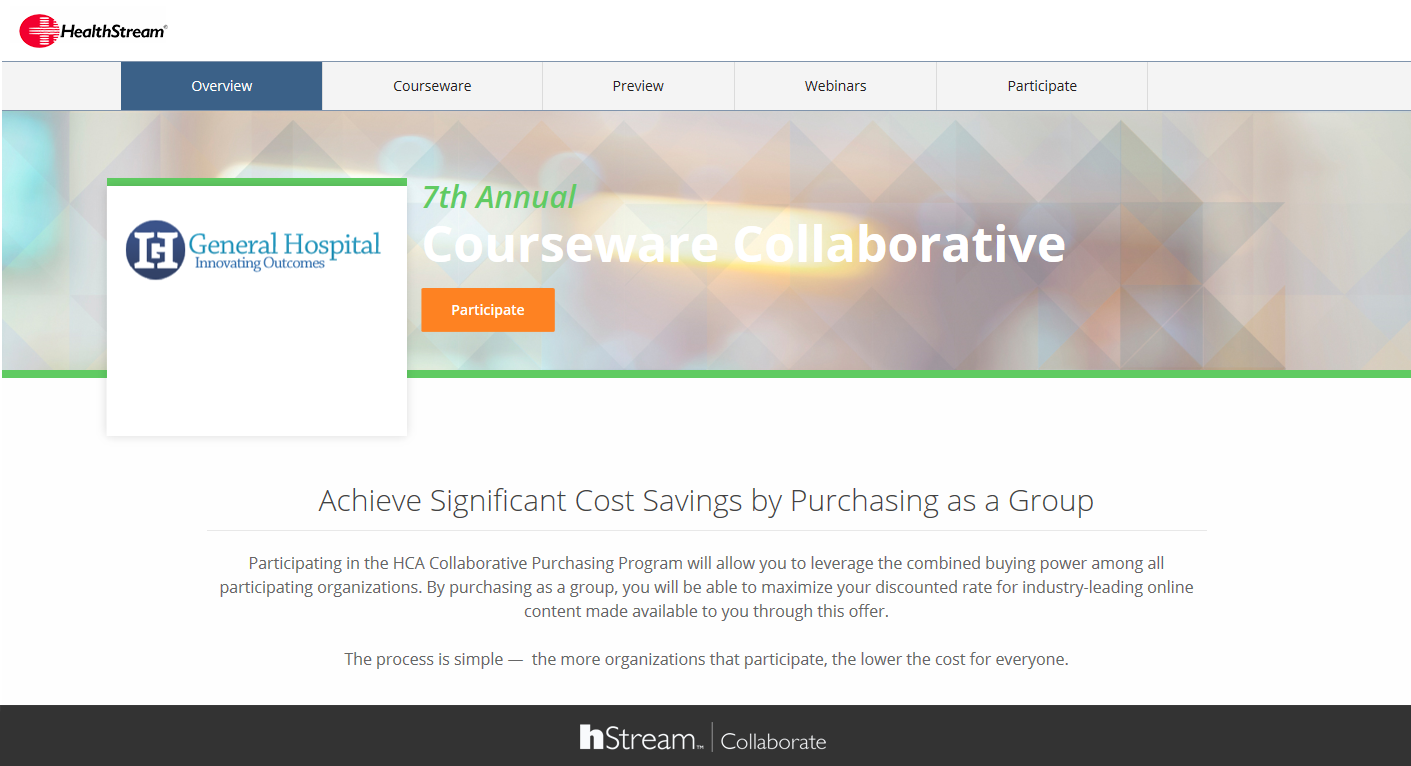 HealthStream®
Overview Courseware Preview Webinars Participate
7th Annual
Courseware Collaborative
GH General Hospital
Innovating Outcomes
Participate
Achieve Significant Cost Savings by Purchasing as a Group
Participating in the HCA Collaborative Purchasing Program will allow you to leverage the combined buying power among all
participating organizations. By purchasing as a group, you will be able to maximize your discounted rate for industry-leading online
content made available to you through this offer.
The process is simple — the more organizations that participate, the lower the cost for everyone.
hStream™ | Collaborate